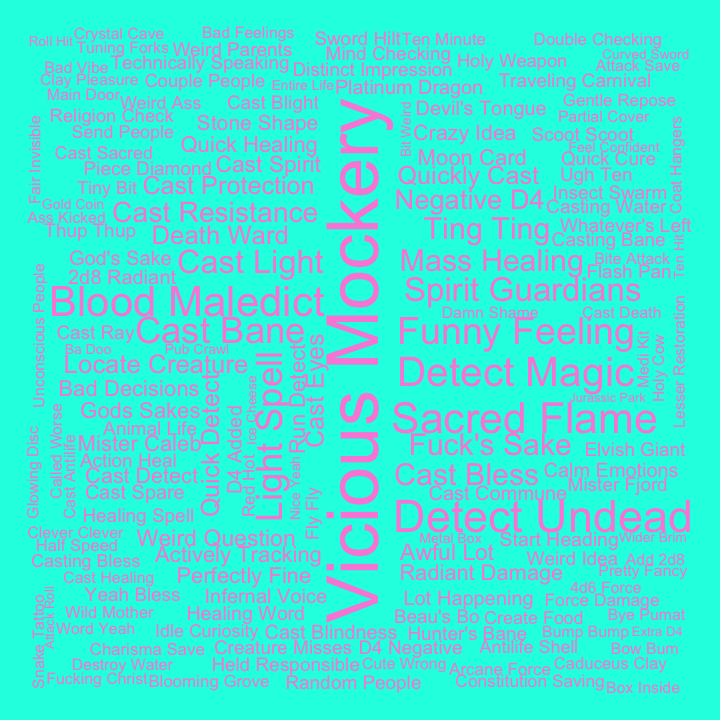 Crystal Cave
Bad Feelings
Roll Hit
Tuning Forks
Weird Parents
Sword Hilt
Ten Minute
Double Checking
Mind Checking
Curved Sword
Bad Vibe
Technically Speaking
Distinct Impression
Holy Weapon
Attack Save
Clay Pleasure
Couple People
Entire Life
Platinum Dragon
Traveling Carnival
Main Door
Weird Ass
Cast Blight
Devil's Tongue
Gentle Repose
Religion Check
Stone Shape
Bit Weird
Partial Cover
Send People
Quick Healing
Crazy Idea
Scoot Scoot
Fair Invisible
Cast Sacred
Cast Spirit
Moon Card
Feel Confident
Quick Cure
Coat Hangers
Piece Diamond
Quickly Cast
Ugh Ten
Tiny Bit
Cast Protection
Negative D4
Insect Swarm
Gold Coin
Cast Resistance
Casting Water
Ass Kicked
Thup Thup
Death Ward
Ting Ting
Whatever's Left
Casting Bane
God's Sake
Cast Light
Mass Healing
Bite Attack
Ten Hit
2d8 Radiant
Flash Pan
Blood Maledict
Vicious Mockery
Spirit Guardians
Unconscious People
Cast Ray
Cast Bane
Damn Shame
Cast Death
Funny Feeling
Ba Doo
Pub Crawl
Locate Creature
Cast Eyes
Detect Magic
Medi Kit
Holy Cow
Lesser Restoration
Bad Decisions
Light Spell
Run Detect
Ice Cheese
Jurassic Park
Gods Sakes
Quick Detect
D4 Added
Sacred Flame
Animal Life
Mister Caleb
Fuck's Sake
Elvish Giant
Glowing Disc
Called Worse
Cast Antilife
Action Heal
Cast Detect
Red Hot
Nice Yeah
Cast Bless
Calm Emotions
Mister Fjord
Cast Spare
Fly Fly
Cast Commune
Healing Spell
Detect Undead
Clever Clever
Weird Question
Metal Box
Start Heading
Wider Brim
Half Speed
Actively Tracking
Awful Lot
Weird Idea
Add 2d8
Casting Bless
Cast Healing
Perfectly Fine
Radiant Damage
Pretty Fancy
Yeah Bless
Infernal Voice
Lot Happening
4d6 Force
Force Damage
Snake Tattoo
Attack Roll
Wild Mother
Healing Word
Beau's Bo
Create Food
Bye Pumat
Word Yeah
Idle Curiosity
Cast Blindness
Hunter's Bane
Bump Bump
Extra D4
Charisma Save
Creature Misses
D4 Negative
Antilife Shell
Bow Bum
Destroy Water
Held Responsible
Cute Wrong
Arcane Force
Caduceus Clay
Fucking Christ
Blooming Grove
Random People
Constitution Saving
Box Inside